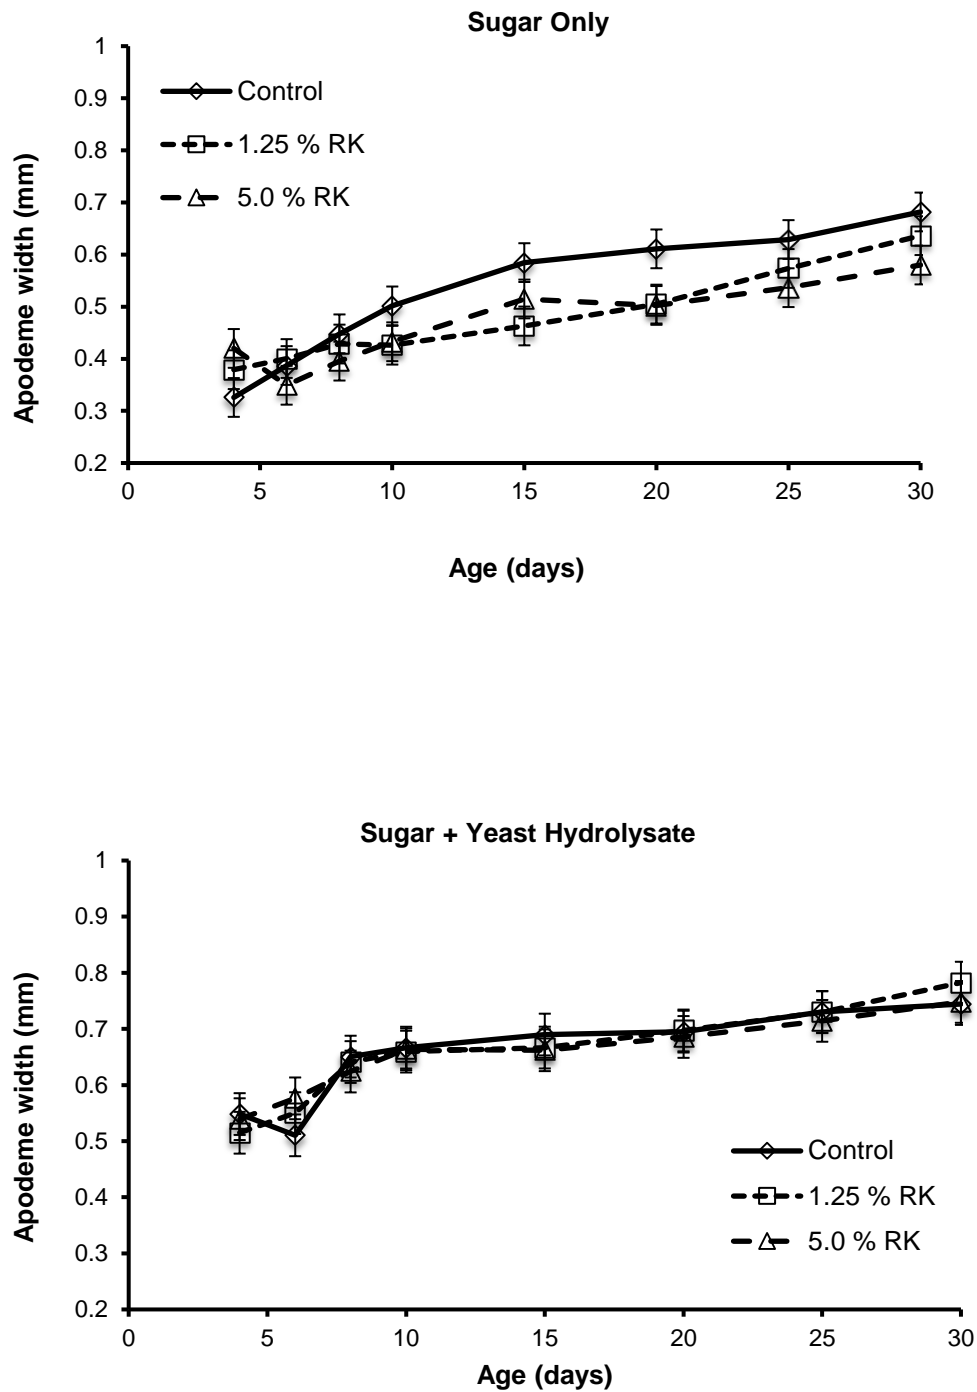 Sugar Only
1
0.9
0.8
0.7
0.6
0.5
0.4
0.3
0.2
Apodeme width (mm)
Control
1.25 % RK
5.0 % RK
0 5 10 15 20 25 30
Age (days)
Sugar + Yeast Hydrolysate
1
0.9
0.8
0.7
0.6
0.5
0.4
0.3
0.2
Apodeme width (mm)
Control
1.25 % RK
5.0 % RK
0 5 10 15 20 25 30
Age (days)